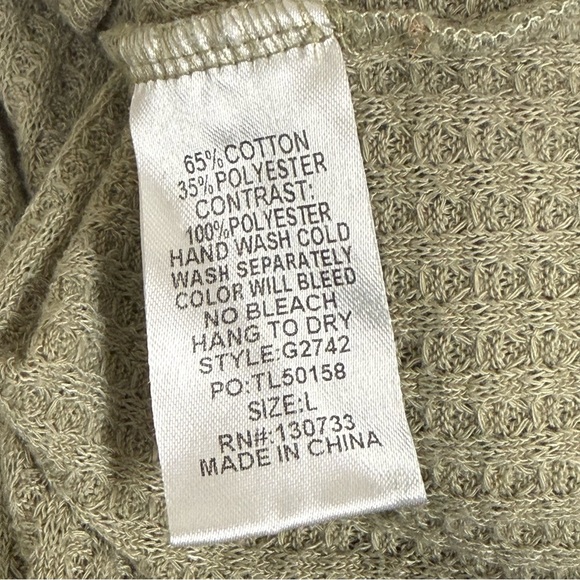 65% COTTON
35% POLYESTER
CONTRAST:
100%POLYESTER
HAND WASH COLD
WASH SEPARATELY
COLOR WILL BLEED
NO BLEACH
HANG TO DRY
STYLE:G2742
PO:TL50158
SIZE:L
RN#:130733
MADE IN CHINA